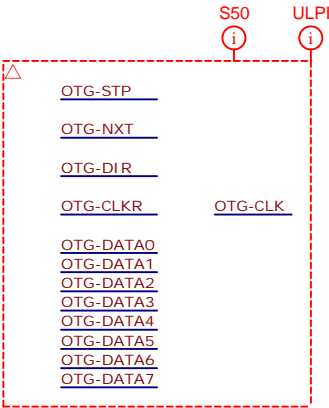 S50 ULPI
i i
OTG-STP
OTG-NXT
OTG-DIR
OTG-CLKR OTG-CLK
OTG-DATA0
OTG-DATA1
OTG-DATA2
OTG-DATA3
OTG-DATA4
OTG-DATA5
OTG-DATA6
OTG-DATA7